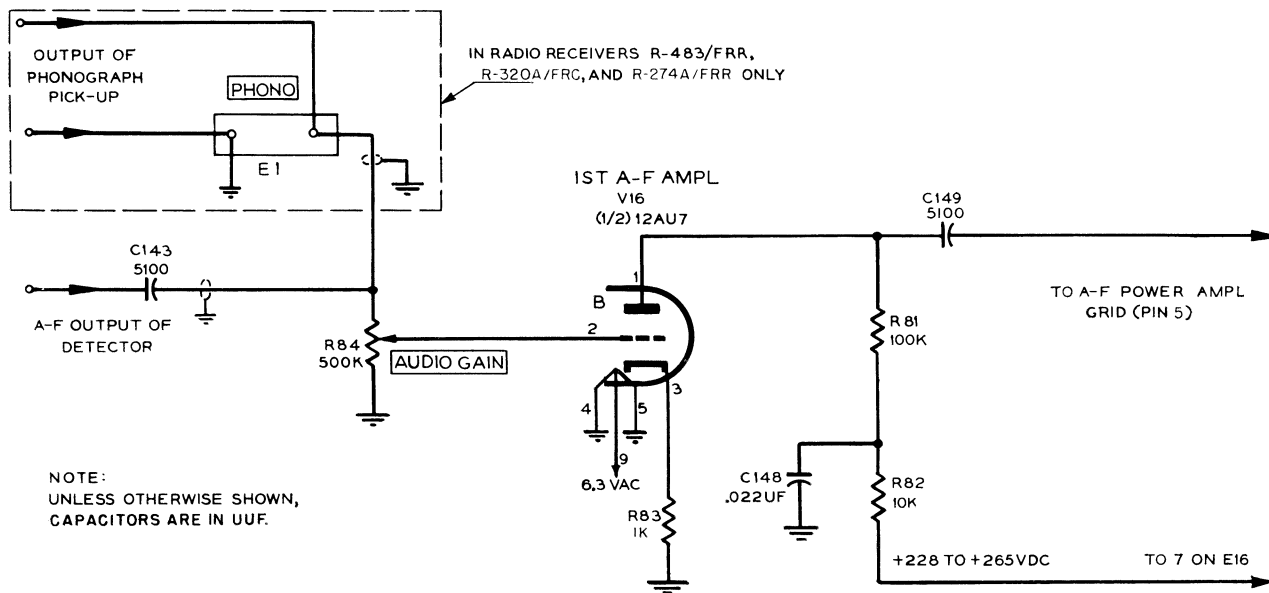 OUTPUT OF
PHONOGRAPH
PICK-UP
PHONO
E1
IN RADIO RECEIVERS R-483/FRR,
R-320A/FRC, AND R-274A/FRR ONLY
1ST A-F AMPL
V16
(1/2) 12AU7
C143
5100
A-F OUTPUT OF
DETECTOR
R84
500K
AUDIO GAIN
1
B
2
3
4
5
9
6.3 VAC
R83
1K
C149
5100
TO A-F POWER AMPL
GRID (PIN 5)
R81
100K
C148
.022UF
R82
10K
+228 TO +265VDC
TO 7 ON E16
NOTE:
UNLESS OTHERWISE SHOWN,
CAPACITORS ARE IN UUF.